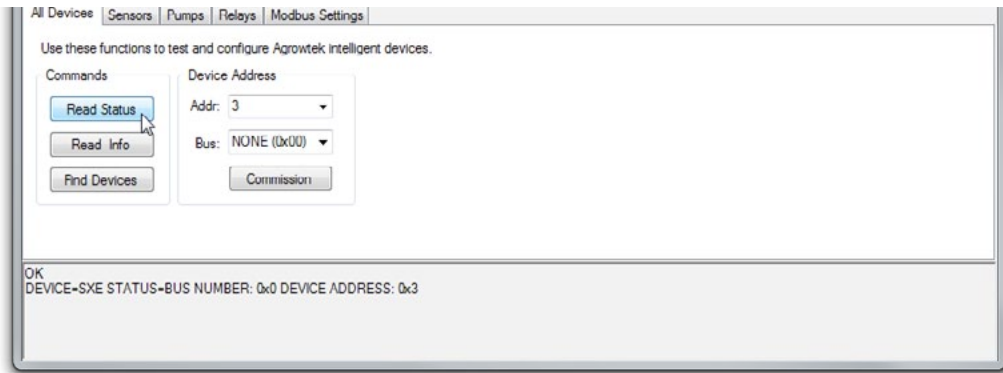 All Devices Sensors Pumps Relays Modbus Settings
Use these functions to test and configure Agrowtek intelligent devices.
Commands Device Address
Read Status Addr: 3
Read Info Bus: NONE (0x00)
Find Devices Commission
OK
DEVICE=SXE STATUS=BUS NUMBER: 0x0 DEVICE ADDRESS: 0x3